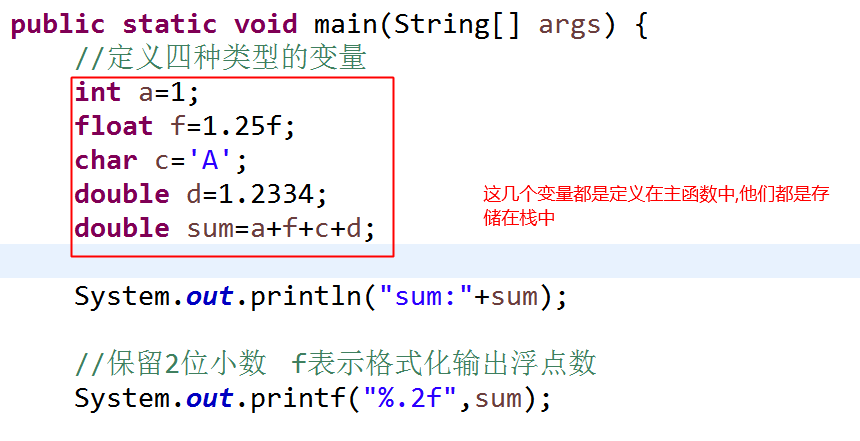 public static void main(String[] args) {
//定义四种类型的变量
int a=1;
float f=1.25f;
char c='A';
double d=1.2334;
double sum=a+f+c+d;
这几个变量都是定义在主函数中,他们都是存
储在栈中
System.out.println("sum:"+sum);
//保留2位小数 f表示格式化输出浮点数
System.out.printf("%.2f",sum);